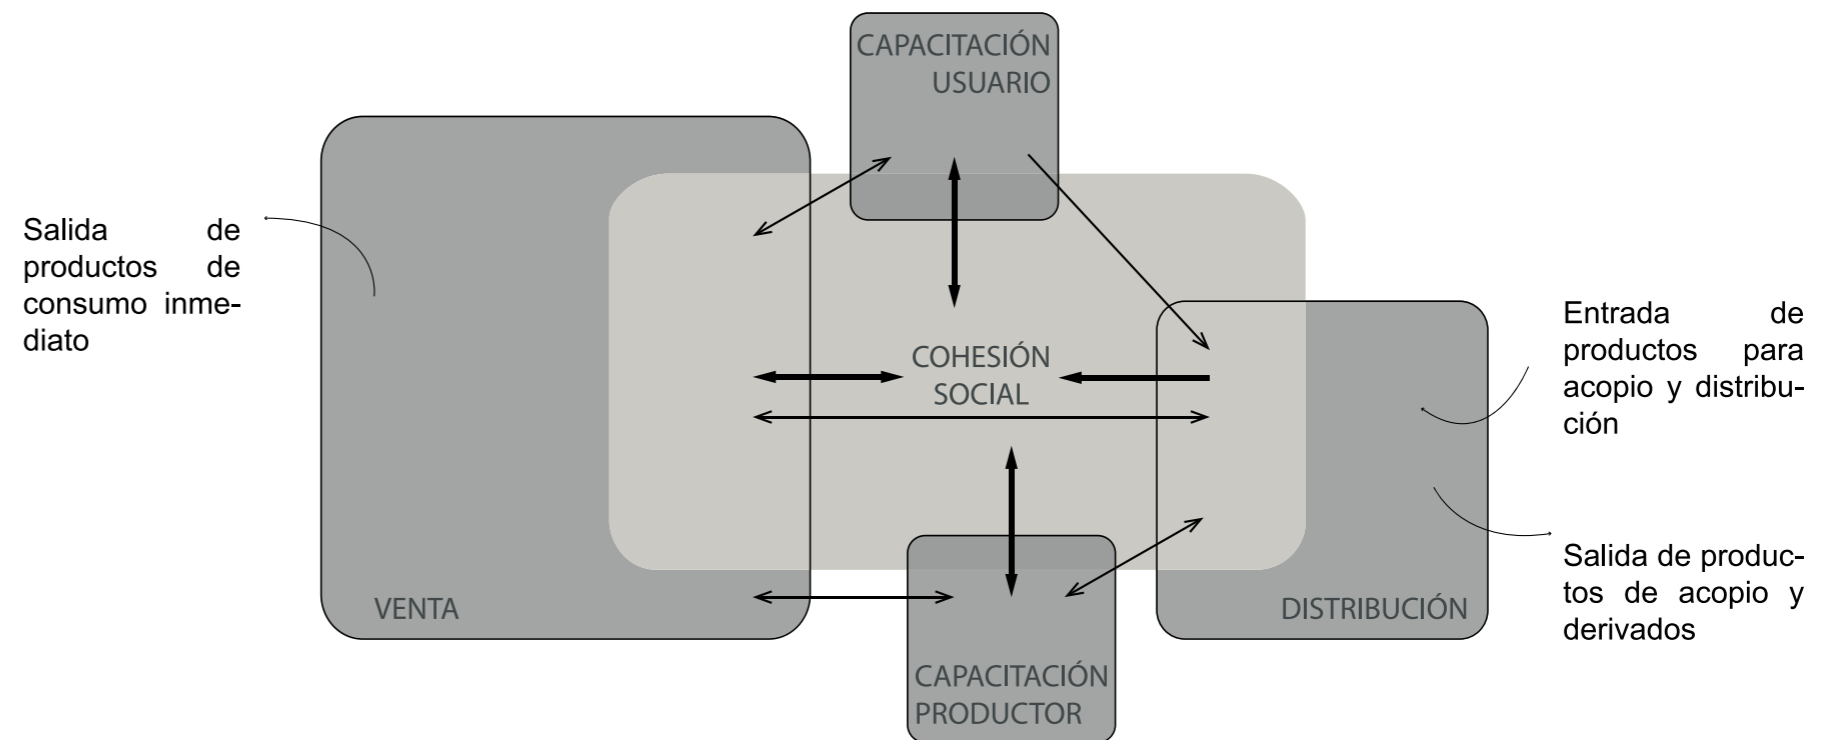 CAPACITACIÓN
USUARIO
Salida de
productos de
consumo inme-
diato
Entrada de
productos para
acopio y distribu-
ción
COHESIÓN
SOCIAL
Salida de produc-
tos de acopio y
derivados
VENTA
DISTRIBUCIÓN
CAPACITACIÓN
PRODUCTOR